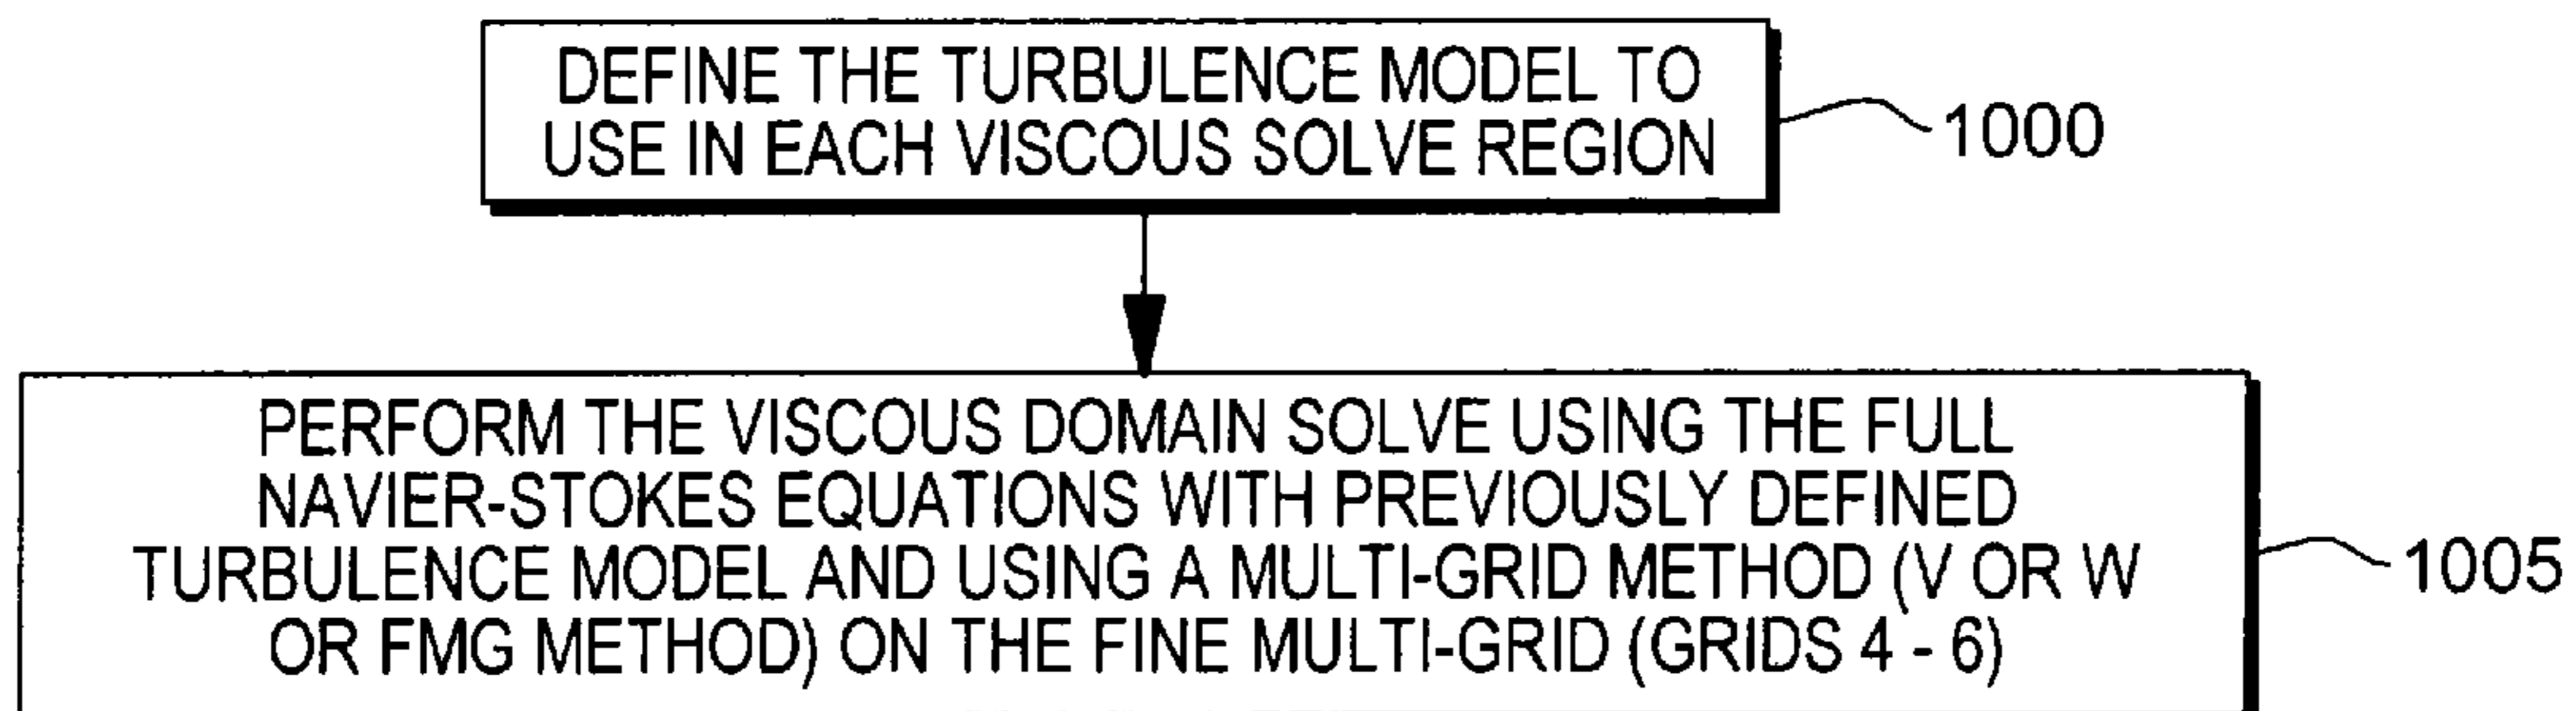 DEFINE THE TURBULENCE MODEL TO
USE IN EACH VISCOUS SOLVE REGION
1000
PERFORM THE VISCOUS DOMAIN SOLVE USING THE FULL
NAVIER-STOKES EQUATIONS WITH PREVIOUSLY DEFINED
TURBULENCE MODEL AND USING A MULTI-GRID METHOD (V OR W
OR FMG METHOD) ON THE FINE MULTI-GRID (GRIDS 4 - 6)
1005